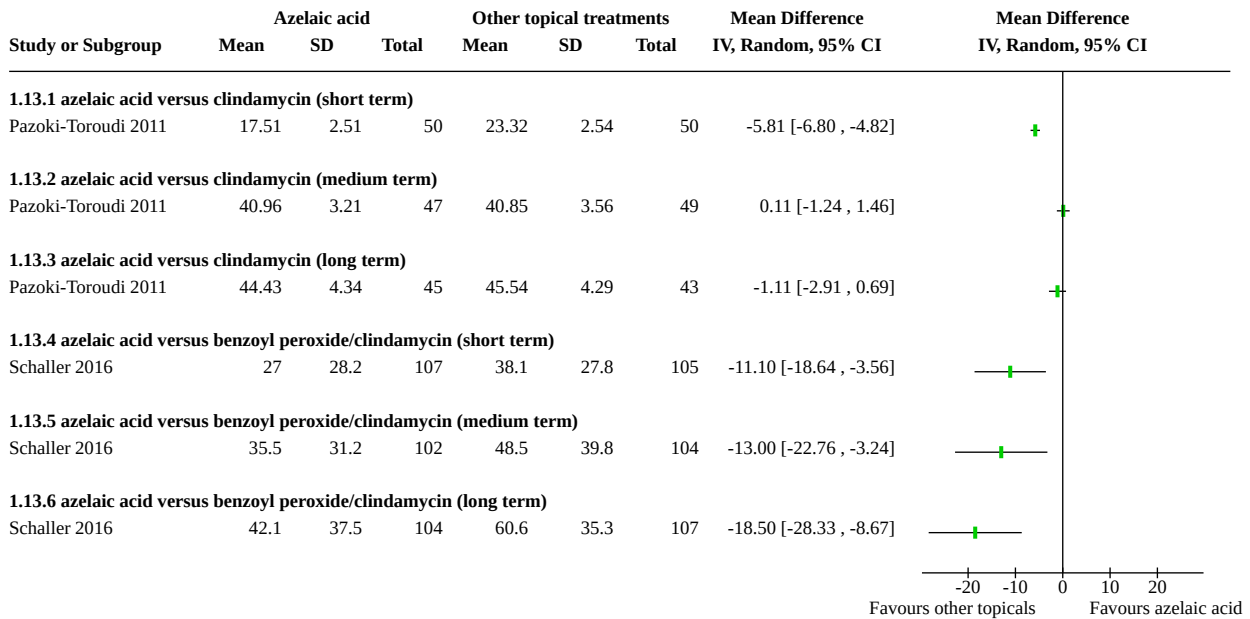 Azelaic acid Other topical treatments Mean Difference Mean Difference
Study or Subgroup Mean SD Total Mean SD Total IV, Random, 95% CI IV, Random, 95% CI
1.13.1 azelaic acid versus clindamycin (short term)
Pazoki-Toroudi 2011 17.51 2.51 50 23.32 2.54 50 -5.81 [-6.80 , -4.82]
1.13.2 azelaic acid versus clindamycin (medium term)
Pazoki-Toroudi 2011 40.96 3.21 47 40.85 3.56 49 0.11 [-1.24 , 1.46]
1.13.3 azelaic acid versus clindamycin (long term)
Pazoki-Toroudi 2011 44.43 4.34 45 45.54 4.29 43 -1.11 [-2.91 , 0.69]
1.13.4 azelaic acid versus benzoyl peroxide/clindamycin (short term)
Schaller 2016 27 28.2 107 38.1 27.8 105 -11.10 [-18.64 , -3.56]
1.13.5 azelaic acid versus benzoyl peroxide/clindamycin (medium term)
Schaller 2016 35.5 31.2 102 48.5 39.8 104 -13.00 [-22.76 , -3.24]
1.13.6 azelaic acid versus benzoyl peroxide/clindamycin (long term)
Schaller 2016 42.1 37.5 104 60.6 35.3 107 -18.50 [-28.33 , -8.67]
-20 -10 0 10 20
Favours other topicals Favours azelaic acid